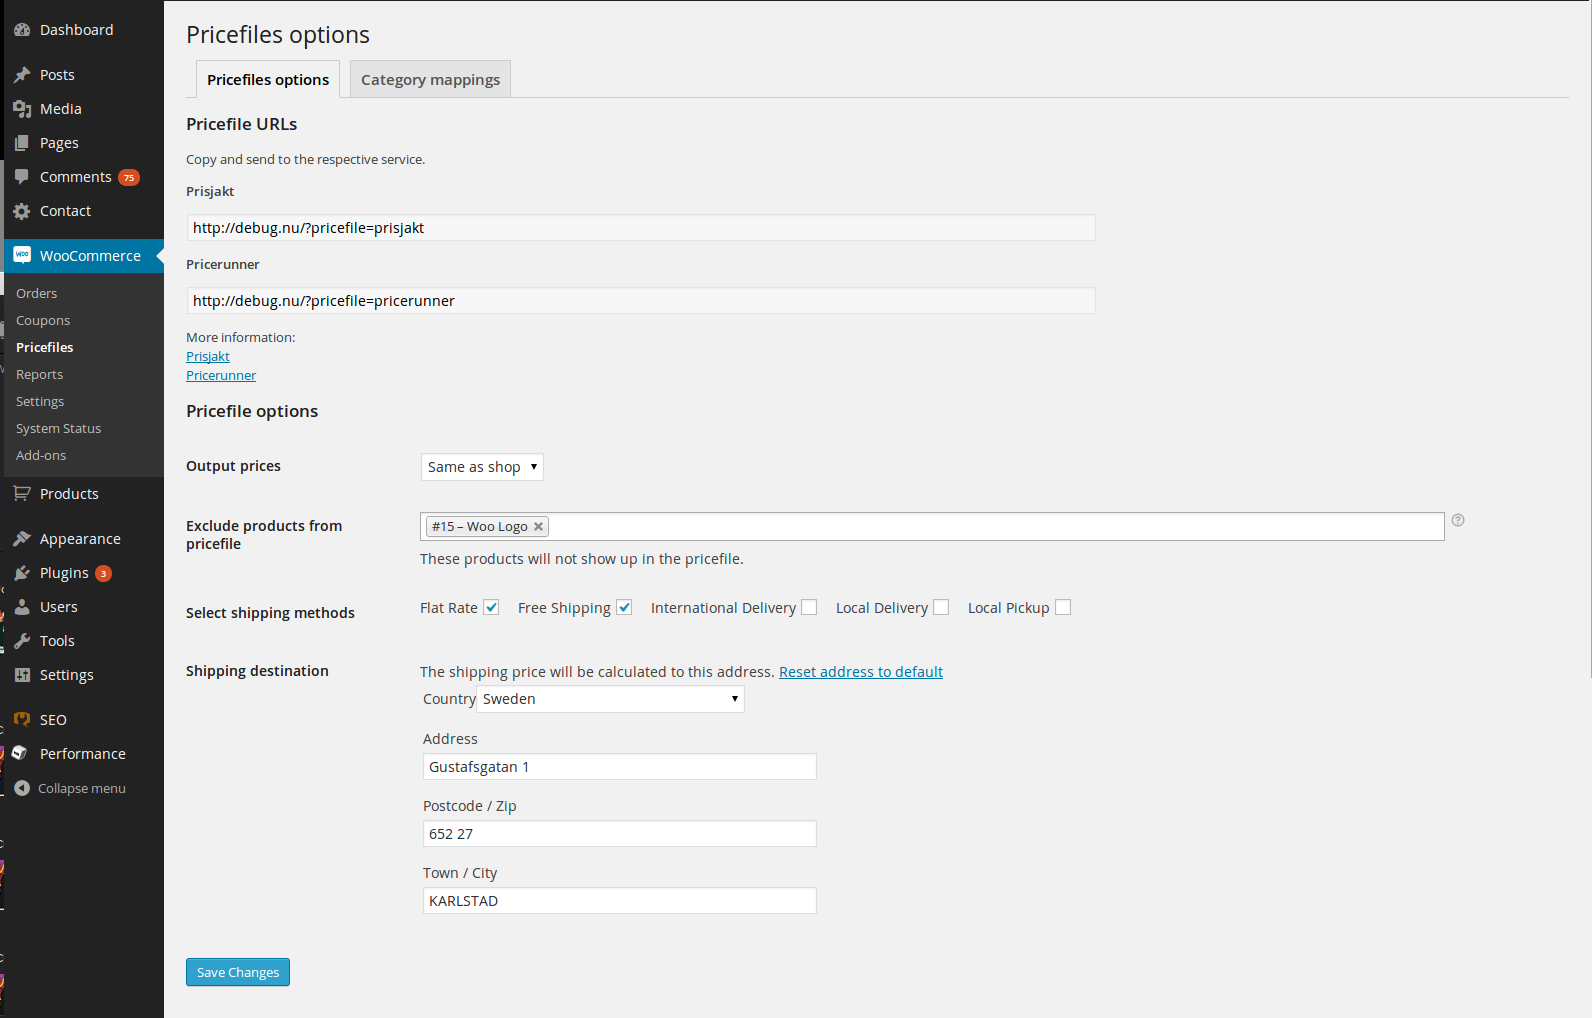 Dashboard
Posts
Media
Pages
Comments 75
Contact
WooCommerce
Orders
Coupons
Pricefiles
Reports
Settings
System Status
Add-ons
Products
Appearance
Plugins 3
Users
Tools
Settings
SEO
Performance
Collapse menu
Pricefiles options
Pricefiles options Category mappings
Pricefile URLs
Copy and send to the respective service.
Prisjakt
http://debug.nu/?pricefile=prisjakt
Pricerunner
http://debug.nu/?pricefile=pricerunner
More information:
Prisjakt
Pricerunner
Pricefile options
Output prices Same as shop
Exclude products from
pricefile
#15 – Woo Logo
These products will not show up in the pricefile.
Select shipping methods Flat Rate Free Shipping International Delivery Local Delivery Local Pickup
Shipping destination The shipping price will be calculated to this address. Reset address to default
Country Sweden
Address
Gustafsgatan 1
Postcode / Zip
652 27
Town / City
KARLSTAD
Save Changes